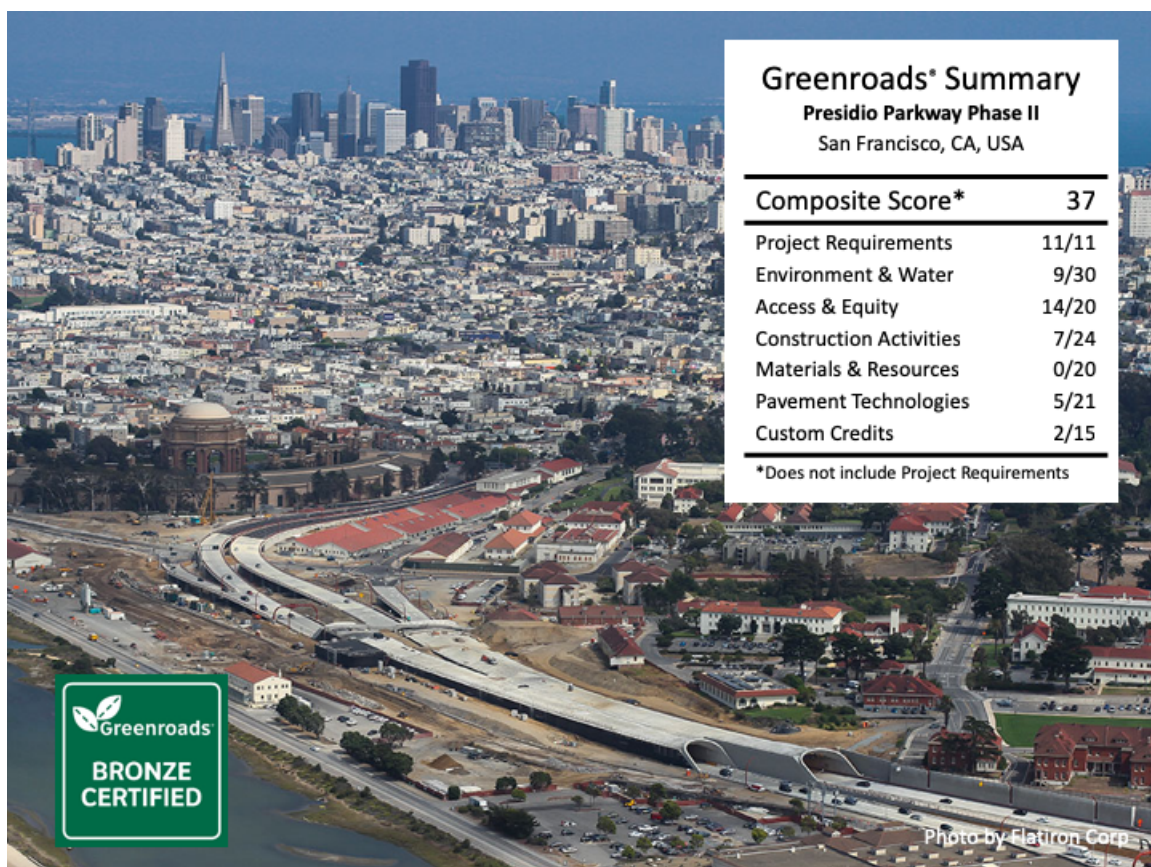 Greenroads® Summary
Presidio Parkway Phase II
San Francisco, CA, USA
Composite Score* 37
Project Requirements 11/11
Environment & Water 9/30
Access & Equity 14/20
Construction Activities 7/24
Materials & Resources 0/20
Pavement Technologies 5/21
Custom Credits 2/15
*Does not include Project Requirements
Greenroads®
BRONZE
CERTIFIED
Photo by Flatiron Corp